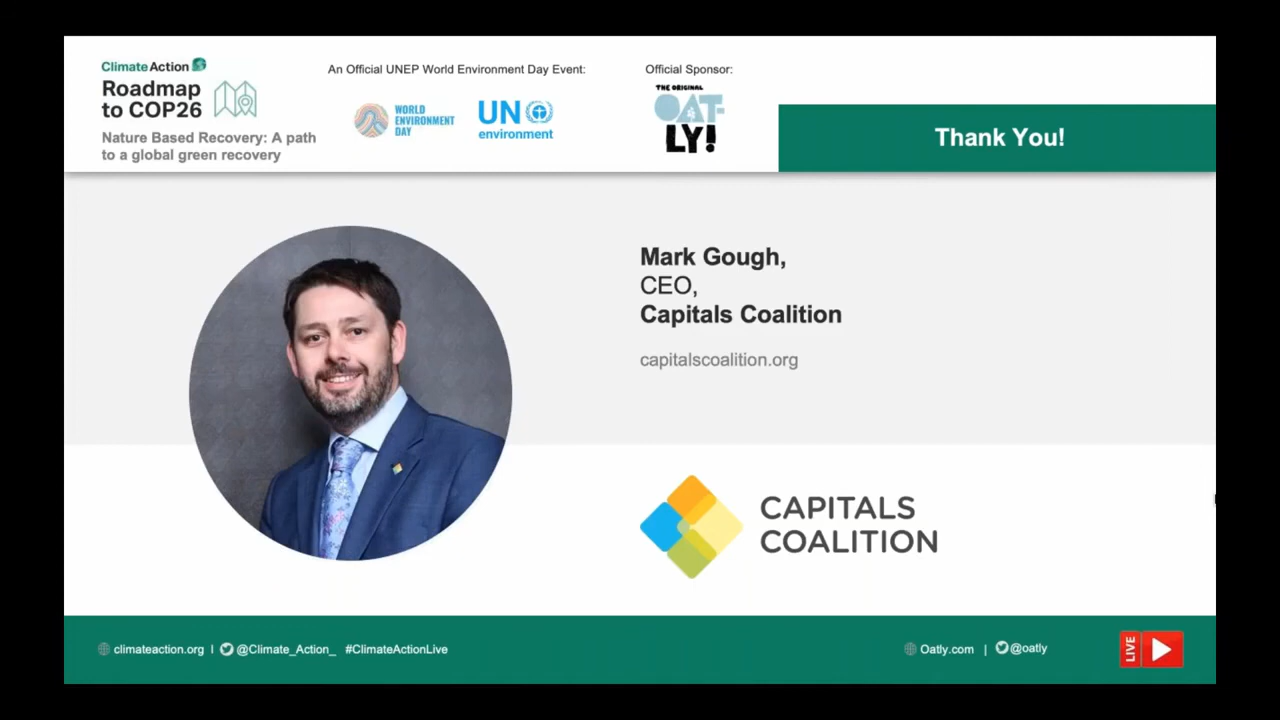 Climate Action
Roadmap
to COP26
Nature Based Recovery: A path
to a global green recovery
An Official UNEP World Environment Day Event:
WORLD
ENVIRONMENT
DAY
UN
environment
Official Sponsor:
THE ORIGINAL
OAT-
LY!
Thank You!
Mark Gough,
CEO,
Capitals Coalition
capitalscoalition.org
CAPITALS
COALITION
climateaction.org | @Climate_Action_ #ClimateActionLive
Oatly.com | @oatly
LIVE